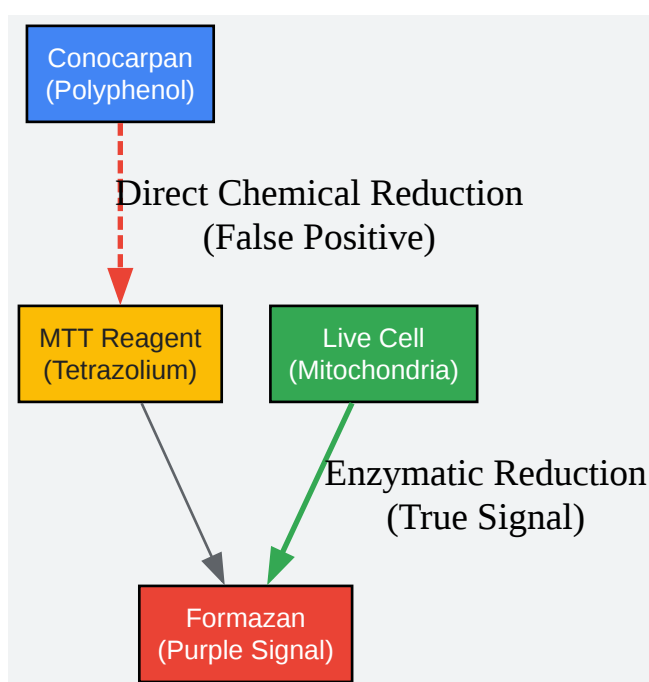 Conocarpan
(Polyphenol)
Direct Chemical Reduction
(False Positive)
MTT Reagent
(Tetrazolium)
Live Cell
(Mitochondria)
Enzymatic Reduction
(True Signal)
Formazan
(Purple Signal)